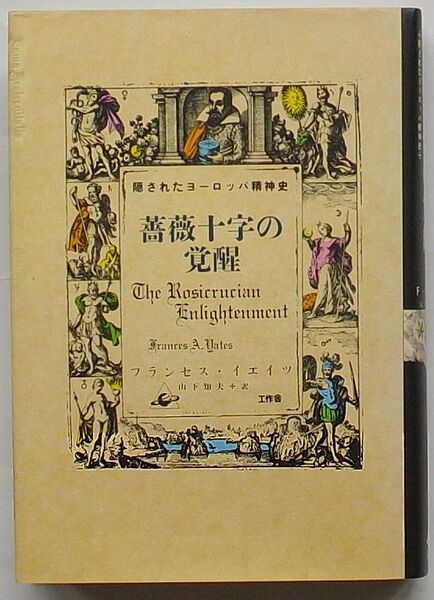 隠されたヨーロッパ精神史
薔薇十字の
覚醒
The Rosicrucian
Enlightenment
Frances A. Yates
フランセス・イエイツ
山下知夫+訳
工作舎
F